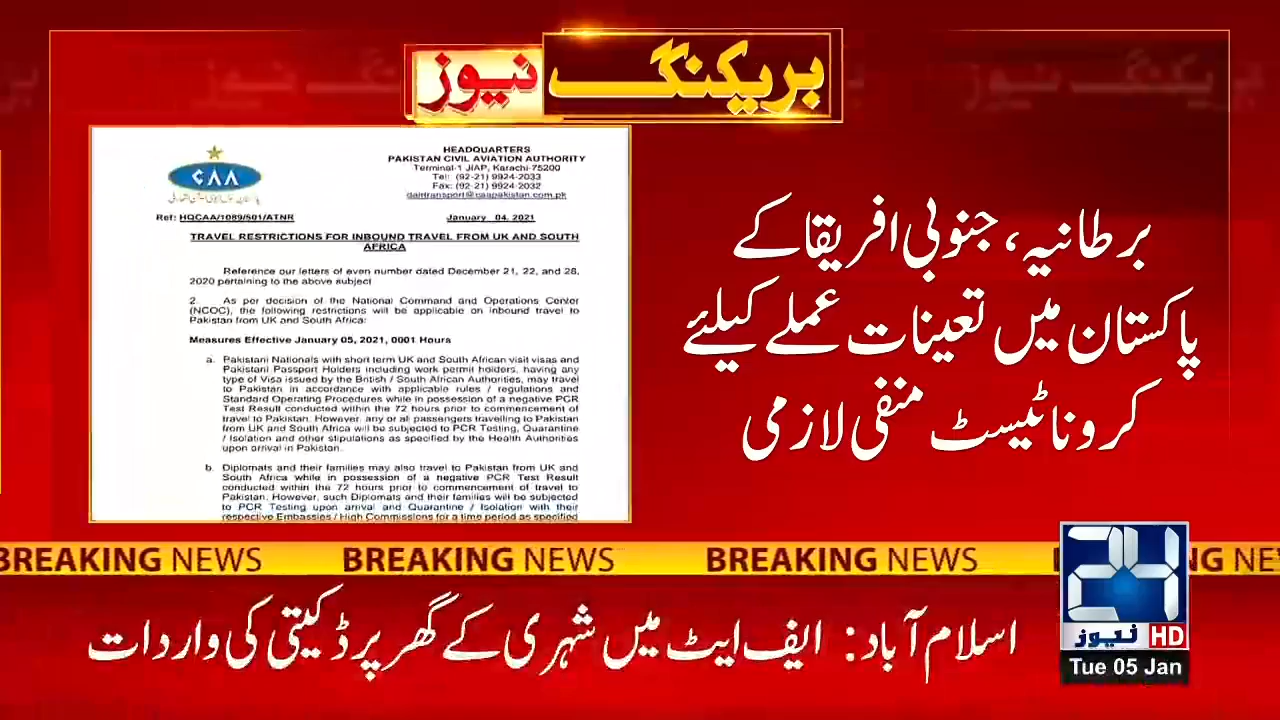 بریکنگ نیوز
CAA
HEADQUARTERS
PAKISTAN CIVIL AVIATION AUTHORITY
Terminal-1 JIAP, Karachi-75200
Tel: (92-21) 9924-2033
Fax: (92-21) 9924-2032
dairtransport@caapakistan.com.pk
Ref: HQCAA/1089/501/ATNR
January 04, 2021
TRAVEL RESTRICTIONS FOR INBOUND TRAVEL FROM UK AND SOUTH
AFRICA
Reference our letters of even number dated December 21, 22, and 28,
2020 pertaining to the above subject
2. As per decision of the National Command and Operations Center
(NCOC), the following restrictions will be applicable on inbound travel to
Pakistan from UK and South Africa:
Measures Effective January 05, 2021, 0001 Hours
a. Pakistani Nationals with short term UK and South African visit visas and
Pakistani Passport Holders including work permit holders, having any
type of Visa issued by the British / South African Authorities, may travel
to Pakistan in accordance with applicable rules / regulations and
Standard Operating Procedures while in possession of a negative PCR
Test Result conducted within the 72 hours prior to commencement of
travel to Pakistan. However, any or all passengers travelling to Pakistan
from UK and South Africa will be subjected to PCR Testing, Quarantine
/ Isolation and other stipulations as specified by the Health Authorities
upon arrival in Pakistan.
b. Diplomats and their families may also travel to Pakistan from UK and
South Africa while in possession of a negative PCR Test Result
conducted within the 72 hours prior to commencement of travel to
Pakistan. However, such Diplomats and their families will be subjected
to PCR Testing upon arrival and Quarantine / Isolation with their
respective Embassies / High Commissions for a time period as specified
برطانیہ، جنوبی افریقا کے
پاکستان میں تعینات عملے کیلئے
کرونا ٹیسٹ منفی لازمی
BREAKING NEWS BREAKING NEWS BREAKING NEWS
24
نیوز HD
Tue 05 Jan
اسلام آباد: ایف ایٹ میں شہری کے گھر پر ڈکیتی کی واردات